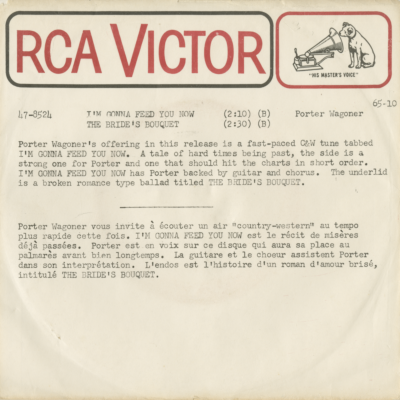 RCA VICTOR
"HIS MASTER'S VOICE"
65-10
47-8524 I'M GONNA FEED YOU NOW (2:10) (B) Porter Wagoner
THE BRIDE'S BOUQUET (2:30) (B)
Porter Wagoner's offering in this release is a fast-paced C&W tune tabbed
I'M GONNA FEED YOU NOW. A tale of hard times being past, the side is a
strong one for Porter and one that should hit the charts in short order.
I'M GONNA FEED YOU NOW has Porter backed by guitar and chorus. The underlid
is a broken romance type ballad titled THE BRIDE'S BOUQUET.
Porter Wagoner vous invite à écouter un air "country-western" au tempo
plus rapide cette fois. I'M GONNA FEED YOU NOW est le récit de misères
déjà passées. Porter est en voix sur ce disque qui aura sa place au
palmarès avant bien longtemps. La guitare et le choeur assistent Porter
dans son interprétation. L'endos est l'histoire d'un roman d'amour brisé,
intitulé THE BRIDE'S BOUQUET.